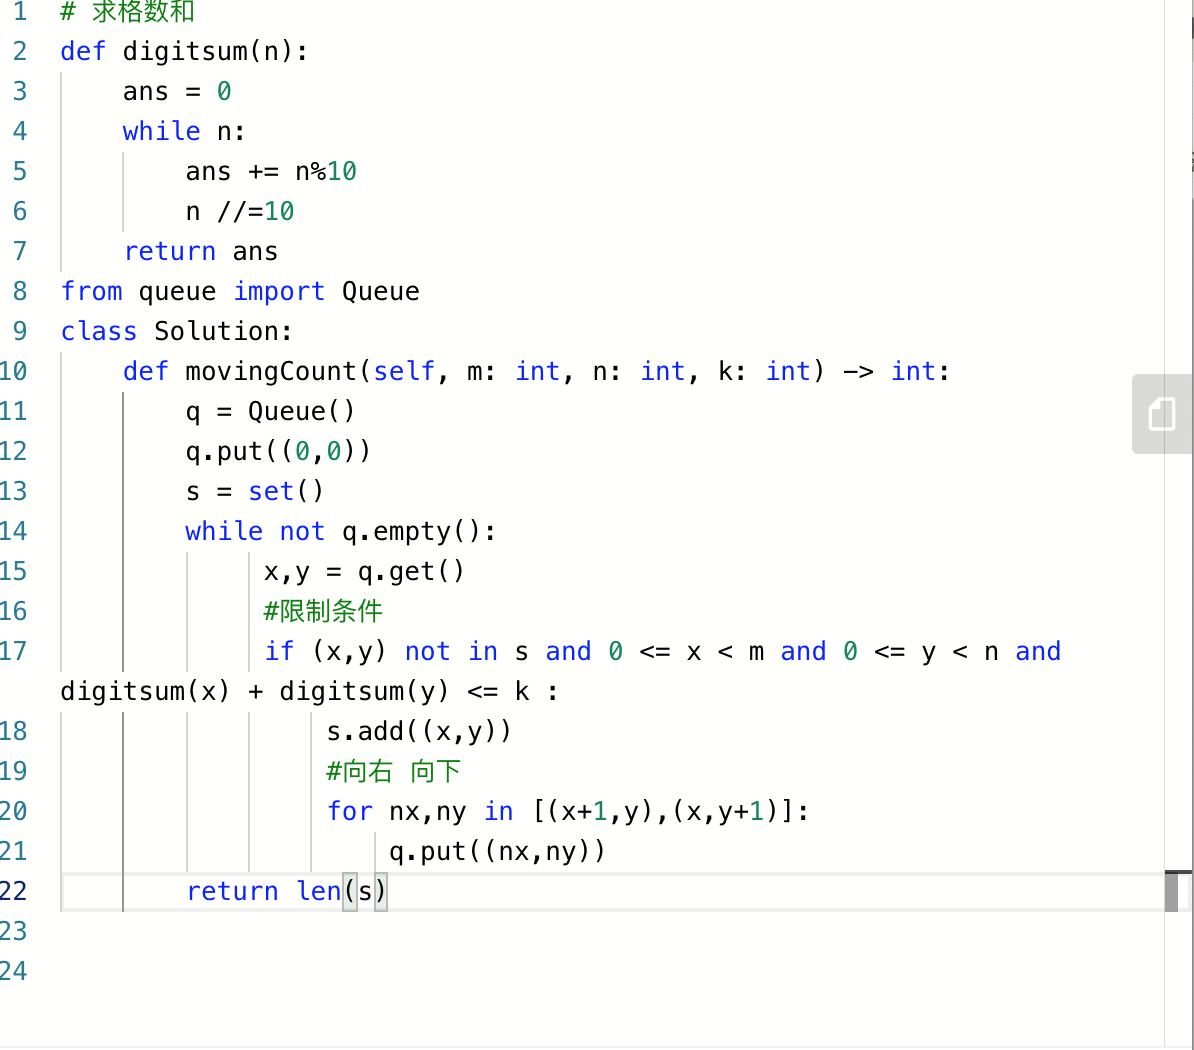 1 # 求格数和
2 def digitsum(n):
3 ans = 0
4 while n:
5 ans += n%10
6 n //=10
7 return ans
8 from queue import Queue
9 class Solution:
10 def movingCount(self, m: int, n: int, k: int) -> int:
11 q = Queue()
12 q.put((0,0))
13 s = set()
14 while not q.empty():
15 x,y = q.get()
16 #限制条件
17 if (x,y) not in s and 0 <= x < m and 0 <= y < n and
digitsum(x) + digitsum(y) <= k :
18 s.add((x,y))
19 #向右 向下
20 for nx,ny in [(x+1,y),(x,y+1)]:
21 q.put((nx,ny))
22 return len(s)
23
24